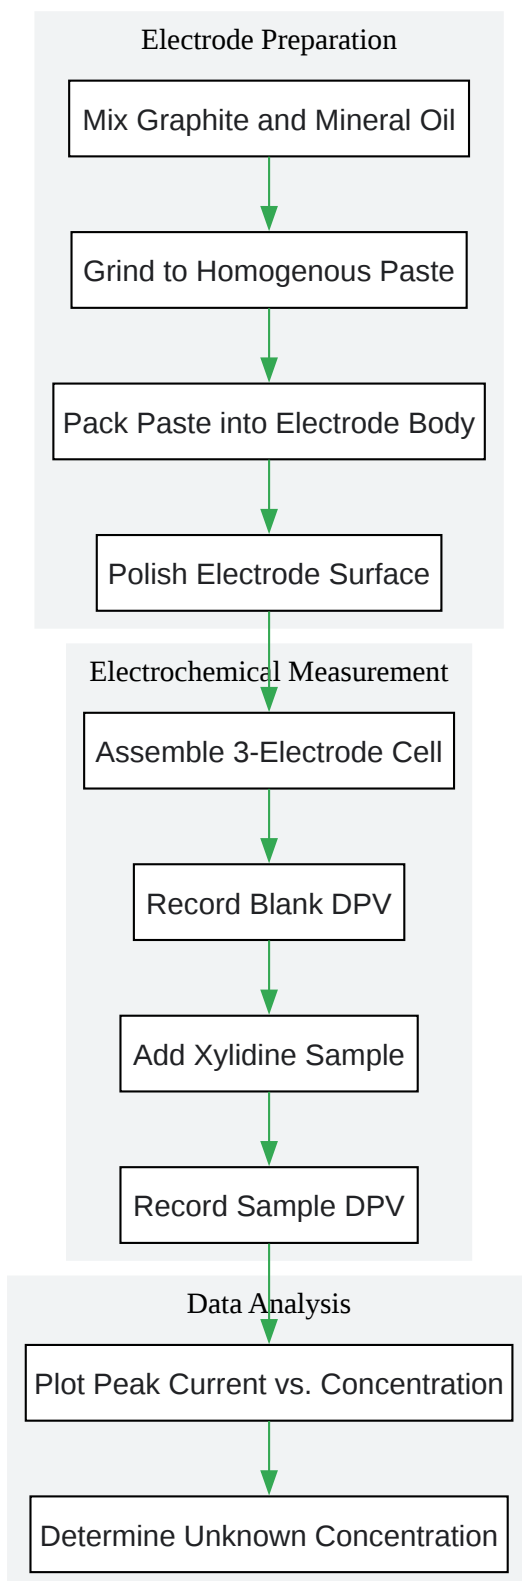 Electrode Preparation
Mix Graphite and Mineral Oil
Grind to Homogenous Paste
Pack Paste into Electrode Body
Polish Electrode Surface
Electrochemical Measurement
Assemble 3-Electrode Cell
Record Blank DPV
Add Xylidine Sample
Record Sample DPV
Data Analysis
Plot Peak Current vs. Concentration
Determine Unknown Concentration